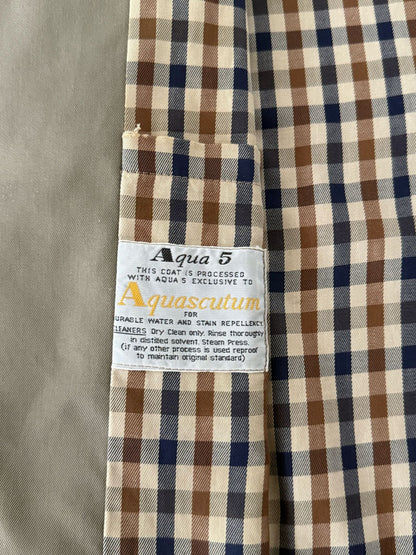 Aqua 5
THIS COAT IS PROCESSED
WITH AQUA 5 EXCLUSIVE TO
Aquascutum
FOR
URABLE WATER AND STAIN REPELLENCY
CLEANERS Dry Clean only. Rinse thoroughly
in distilled solvent. Steam Press.
(if any other process is used reproof
to maintain original standard)